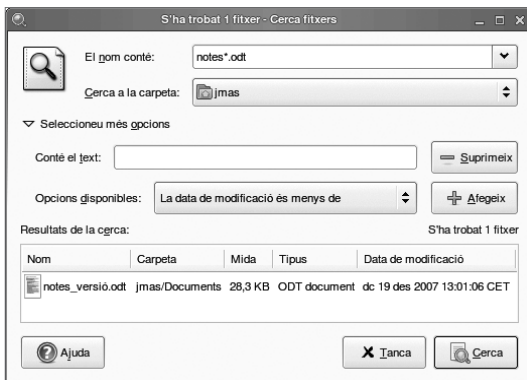 S'ha trobat 1 fitxer - Cerca fitxers
El nom conté: notes*.odt
Cerca a la carpeta: jmas
Seleccioneu més opcions
Conté el text: Suprimeix
Opcions disponibles: La data de modificació és menys de Afegeix
Resultats de la cerca: S'ha trobat 1 fitxer
Nom Carpeta Mida Tipus Data de modificació
notes_versió.odt jmas/Documents 28,3 KB ODT document dc 19 des 2007 13:01:06 CET
Ajuda Tanca Cerca